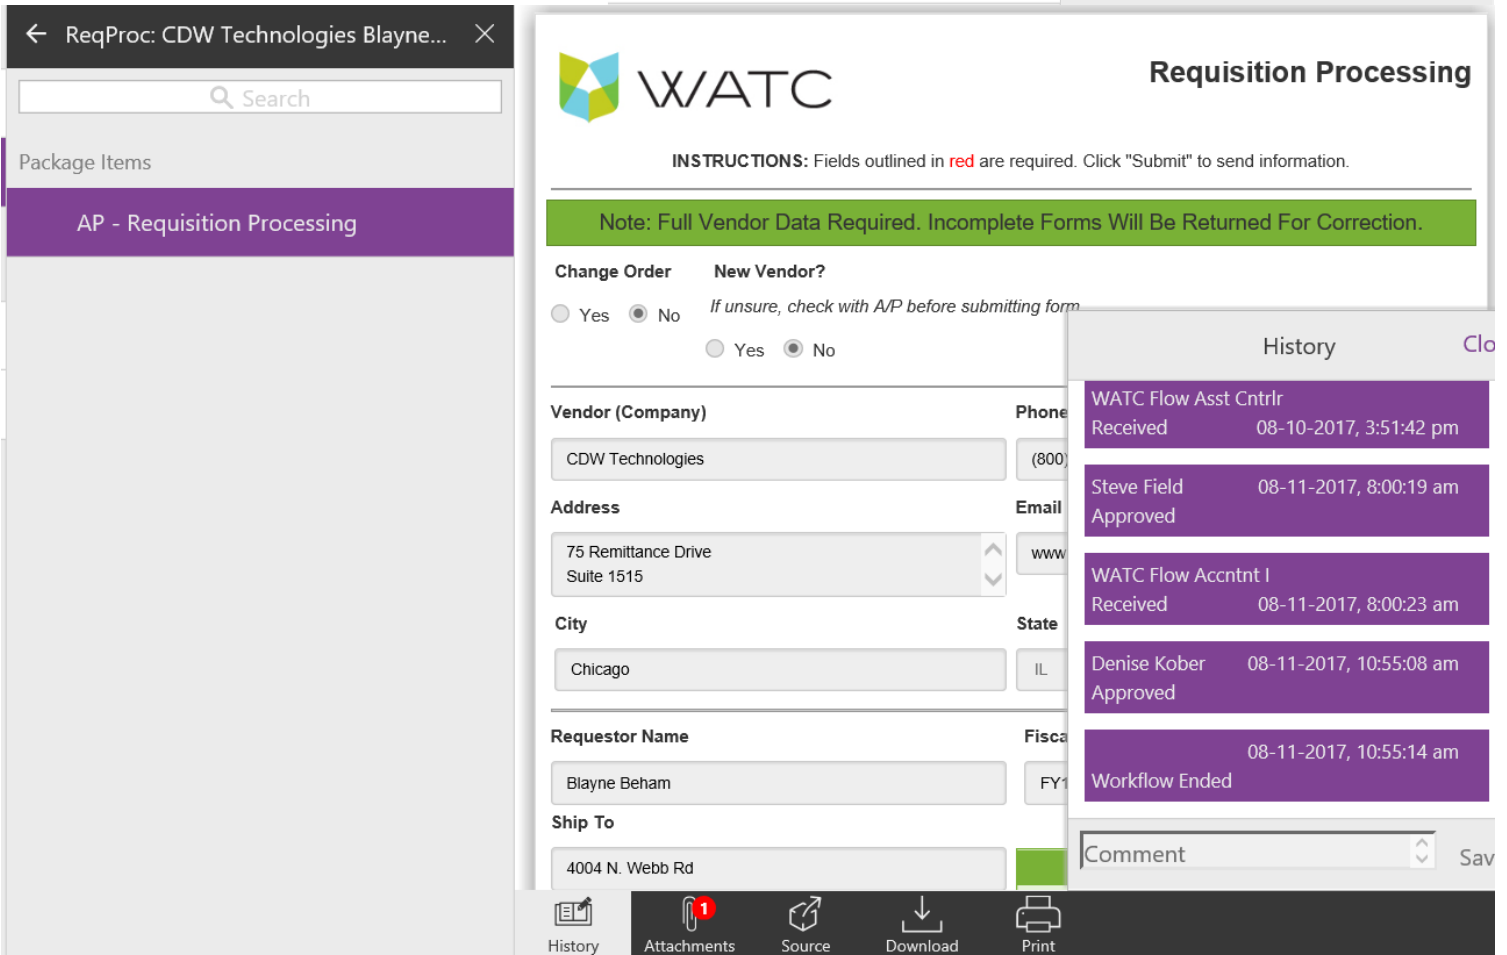 ReqProc: CDW Technologies Blayne...
Search
Package Items
AP - Requisition Processing
WATC
Requisition Processing
INSTRUCTIONS: Fields outlined in red are required. Click "Submit" to send information.
Note: Full Vendor Data Required. Incomplete Forms Will Be Returned For Correction.
Change Order
New Vendor?
If unsure, check with A/P before submitting form
Yes No
Yes No
Vendor (Company)
Phone
CDW Technologies
(800)
Address
Email
75 Remittance Drive
Suite 1515
www
City
State
Chicago
IL
Requestor Name
Fisca
Blayne Beham
FY1
Ship To
4004 N. Webb Rd
History
Clo
WATC Flow Asst Cntrlr
Received 08-10-2017, 3:51:42 pm
Steve Field 08-11-2017, 8:00:19 am
Approved
WATC Flow Accntnt I
Received 08-11-2017, 8:00:23 am
Denise Kober 08-11-2017, 10:55:08 am
Approved
08-11-2017, 10:55:14 am
Workflow Ended
Comment
Sav
1
History
Attachments
Source
Download
Print